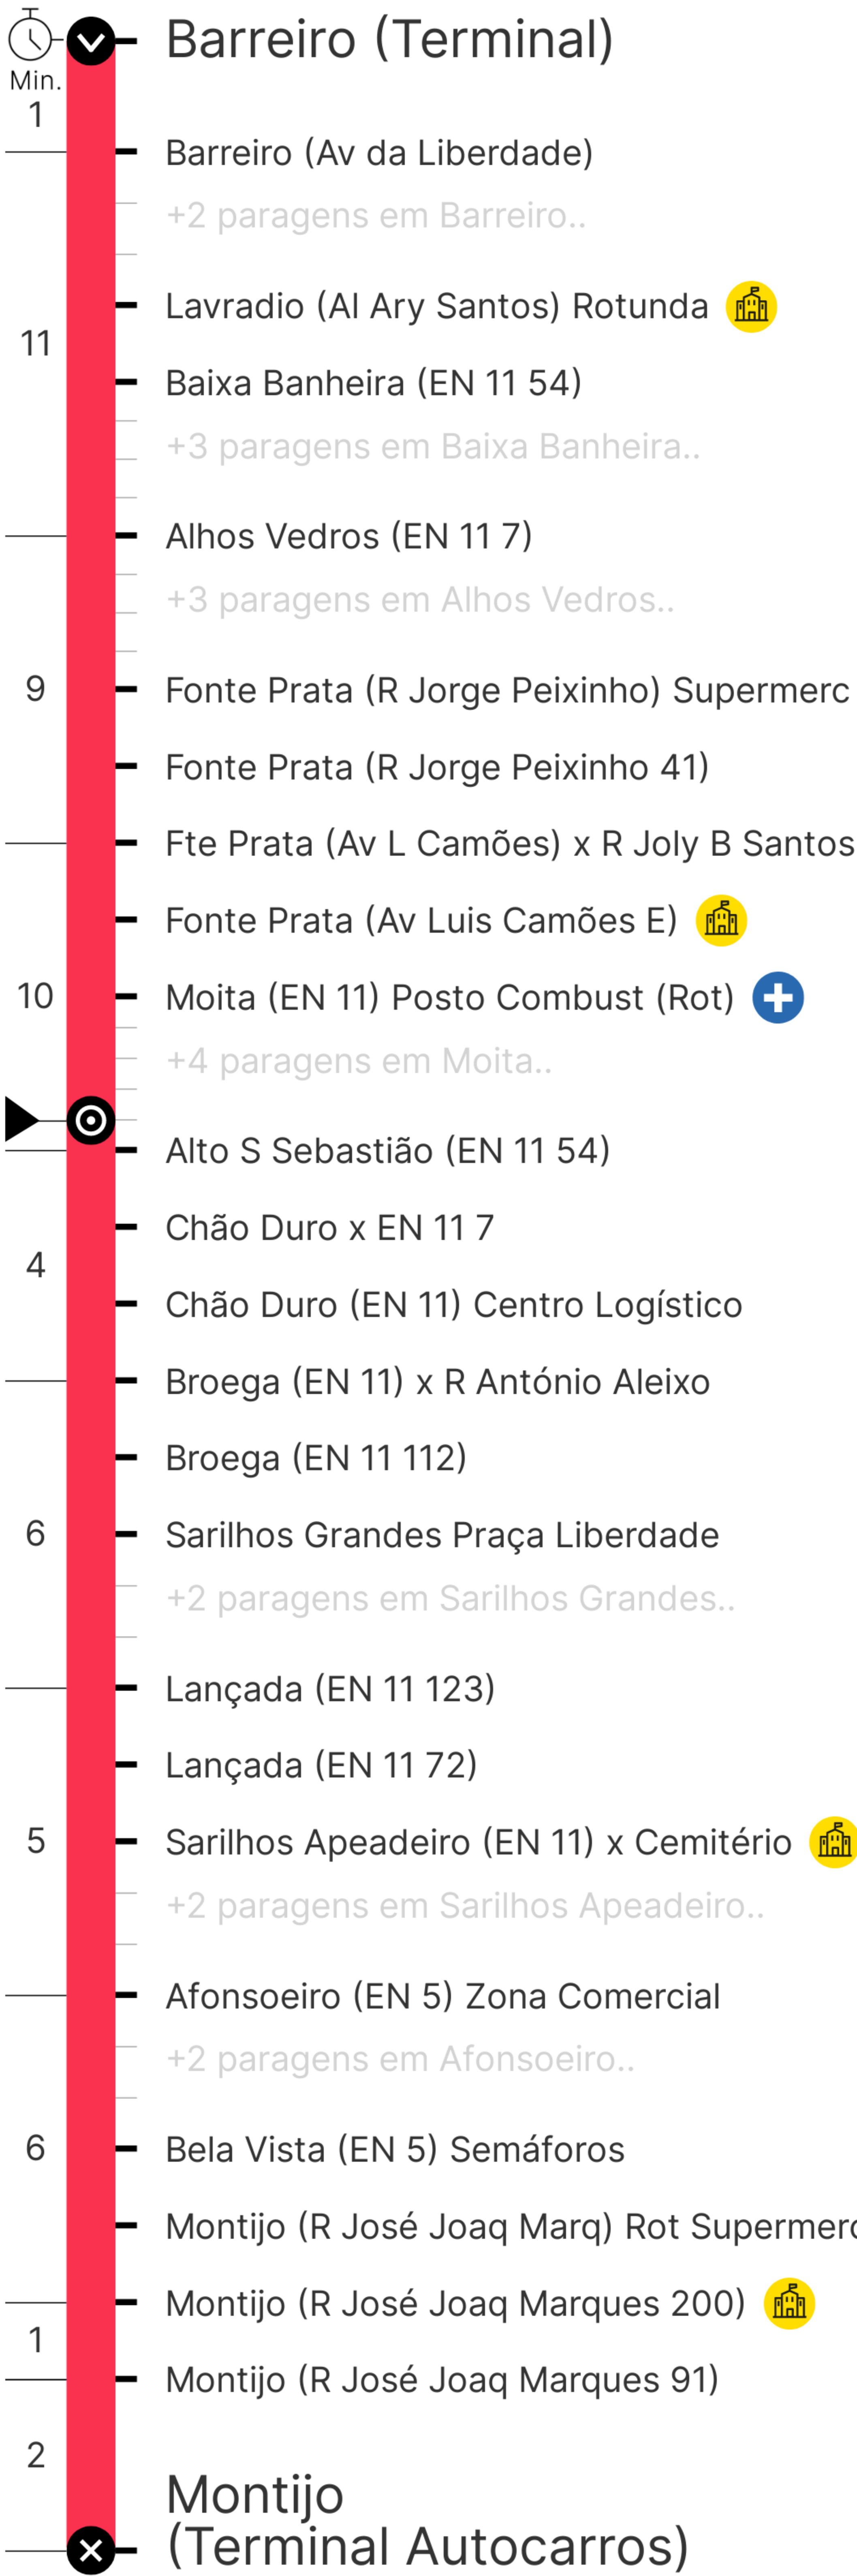 Barreiro (Terminal)
Min.
1
Barreiro (Av da Liberdade)
+2 paragens em Barreiro..
Lavradio (Al Ary Santos) Rotunda
11
Baixa Banheira (EN 11 54)
+3 paragens em Baixa Banheira..
Alhos Vedros (EN 11 7)
+3 paragens em Alhos Vedros..
9
Fonte Prata (R Jorge Peixinho) Supermerc
Fonte Prata (R Jorge Peixinho 41)
Fte Prata (Av L Camões) x R Joly B Santos
Fonte Prata (Av Luis Camões E)
10
Moita (EN 11) Posto Combust (Rot)
+4 paragens em Moita..
Alto S Sebastião (EN 11 54)
Chão Duro x EN 11 7
4
Chão Duro (EN 11) Centro Logístico
Broega (EN 11) x R António Aleixo
Broega (EN 11 112)
6
Sarilhos Grandes Praça Liberdade
+2 paragens em Sarilhos Grandes..
Lançada (EN 11 123)
Lançada (EN 11 72)
5
Sarilhos Apeadeiro (EN 11) x Cemitério
+2 paragens em Sarilhos Apeadeiro..
Afonsoeiro (EN 5) Zona Comercial
+2 paragens em Afonsoeiro..
6
Bela Vista (EN 5) Semáforos
Montijo (R José Joaq Marq) Rot Supermerc
Montijo (R José Joaq Marques 200)
1
Montijo (R José Joaq Marques 91)
2
Montijo
(Terminal Autocarros)